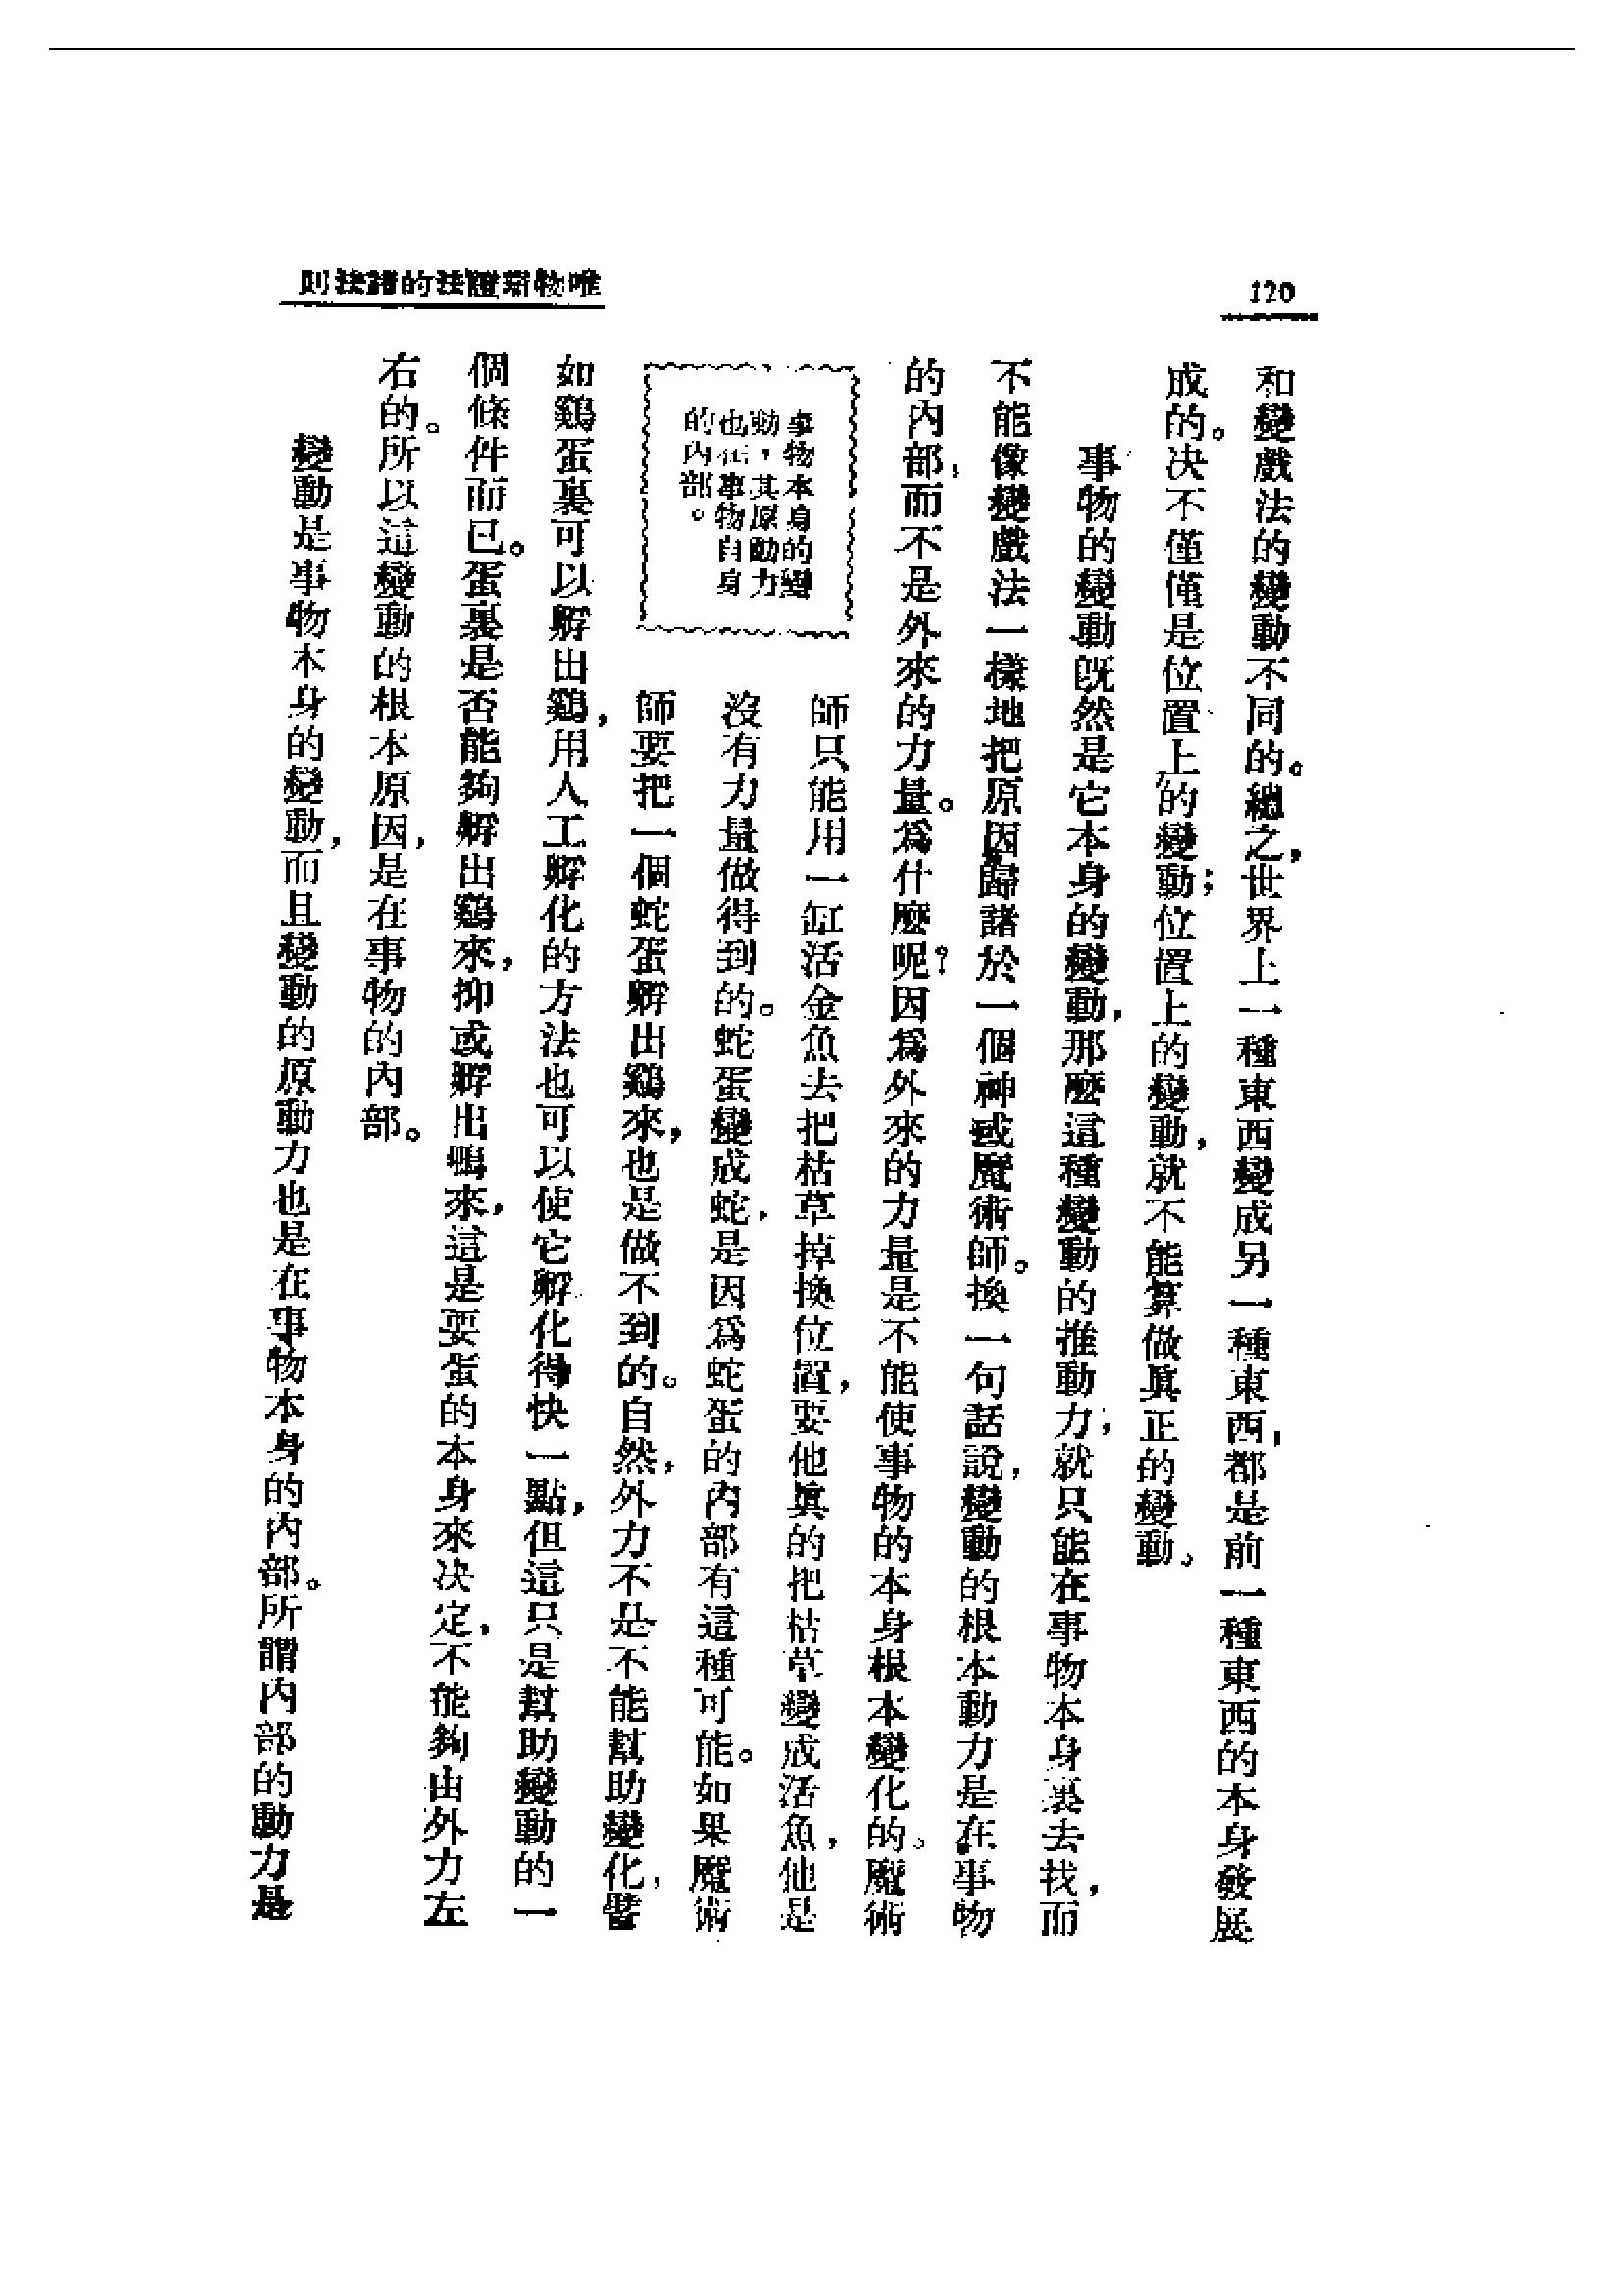 120
則法諸的法證辯物唯
和變戲法的變動不同的。總之，世界上一種東西變成另一種東西，都是前一種東西的本身發展
成的。決不僅僅是位置上的變動；位置上的變動，就不能算做眞正的變動。
事物的變動旣然是它本身的變動，那麽這種變動的推動力，就只能在事物本身裏去找，而
不能像變戲法一樣地把原因歸諸於一個神或魔術師。換一句話說，變動的根本動力是在事物
的內部，而不是外來的力量。爲什麽呢？因爲外來的力量是不能使事物的本身根本變化的。魔術
師只能用一缸活金魚去把枯草掉換位置，要他眞的把枯草變成活魚，他是
沒有力量做得到的。蛇蛋變成蛇，是因爲蛇蛋的內部有這種可能。如果魔術
師要把一個蛇蛋孵出鷄來，也是做不到的。自然，外力不是不能幫助變化，譬
事物本身的變
動，其原動力
也在事物自身
的內部。
如鷄蛋裏可以孵出鷄，用人工孵化的方法也可以使它孵化得快一點，但這只是幫助變動的一
個條件而已。蛋裏是否能夠孵出鷄來，抑或孵出鴨來，這是要蛋的本身來決定，不能夠由外力左
右的。所以這變動的根本原因，是在事物的內部。
變動是事物本身的變動，而且變動的原動力也是在事物本身的內部。所謂內部的動力是